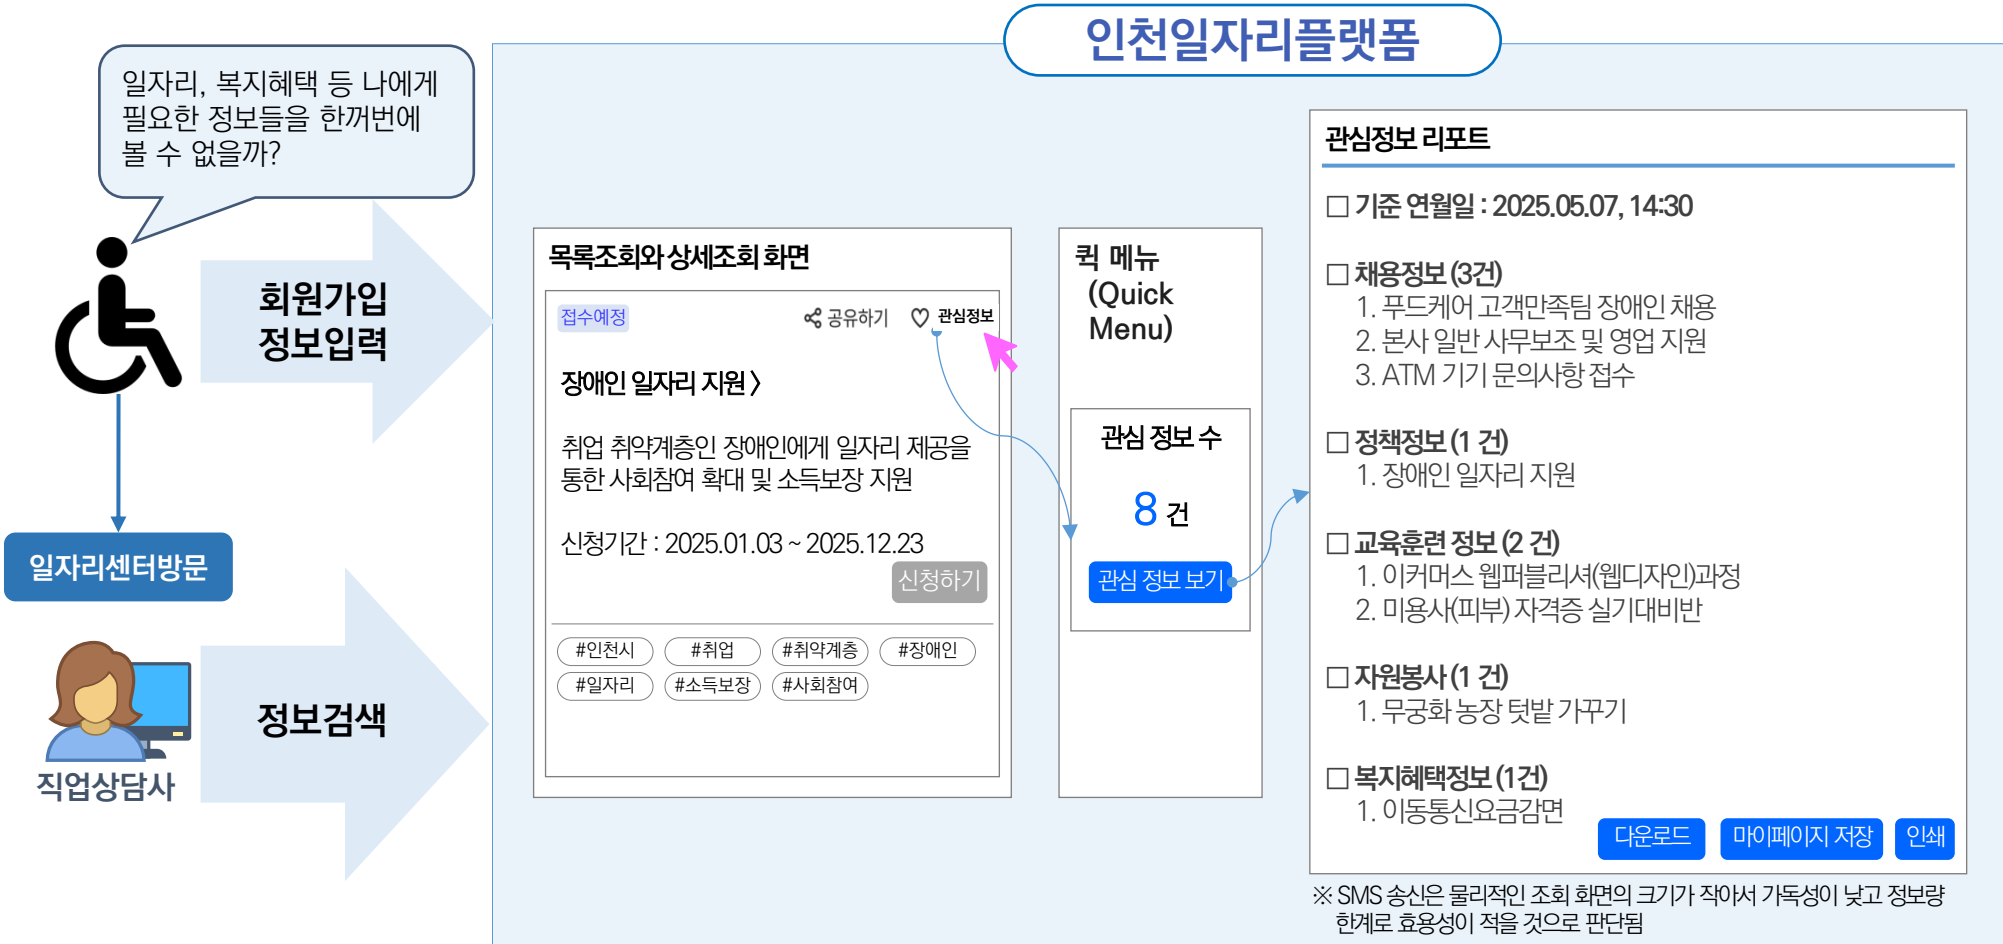 인천일자리플랫폼
일자리, 복지혜택 등 나에게
필요한 정보들을 한꺼번에
볼 수 없을까?
회원가입
정보입력
일자리센터방문
직업상담사
정보검색
목록조회와 상세조회 화면
접수예정
공유하기
관심정보
장애인 일자리 지원 〉
취업 취약계층인 장애인에게 일자리 제공을
통한 사회참여 확대 및 소득보장 지원
신청기간 : 2025.01.03 ~ 2025.12.23
신청하기
#인천시 #취업 #취약계층 #장애인
#일자리 #소득보장 #사회참여
퀵 메뉴
(Quick
Menu)
관심 정보 수
8 건
관심 정보 보기
관심정보 리포트
□ 기준 연월일 : 2025.05.07, 14:30
□ 채용정보 (3건)
1. 푸드케어 고객만족팀 장애인 채용
2. 본사 일반 사무보조 및 영업 지원
3. ATM 기기 문의사항 접수
□ 정책정보 (1 건)
1. 장애인 일자리 지원
□ 교육훈련 정보 (2 건)
1. 이커머스 웹퍼블리셔(웹디자인)과정
2. 미용사(피부) 자격증 실기대비반
□ 자원봉사 (1 건)
1. 무궁화 농장 텃밭 가꾸기
□ 복지혜택정보 (1건)
1. 이동통신요금감면
다운로드
마이페이지 저장
인쇄
※ SMS 송신은 물리적인 조회 화면의 크기가 작아서 가독성이 낮고 정보량
한계로 효용성이 적을 것으로 판단됨